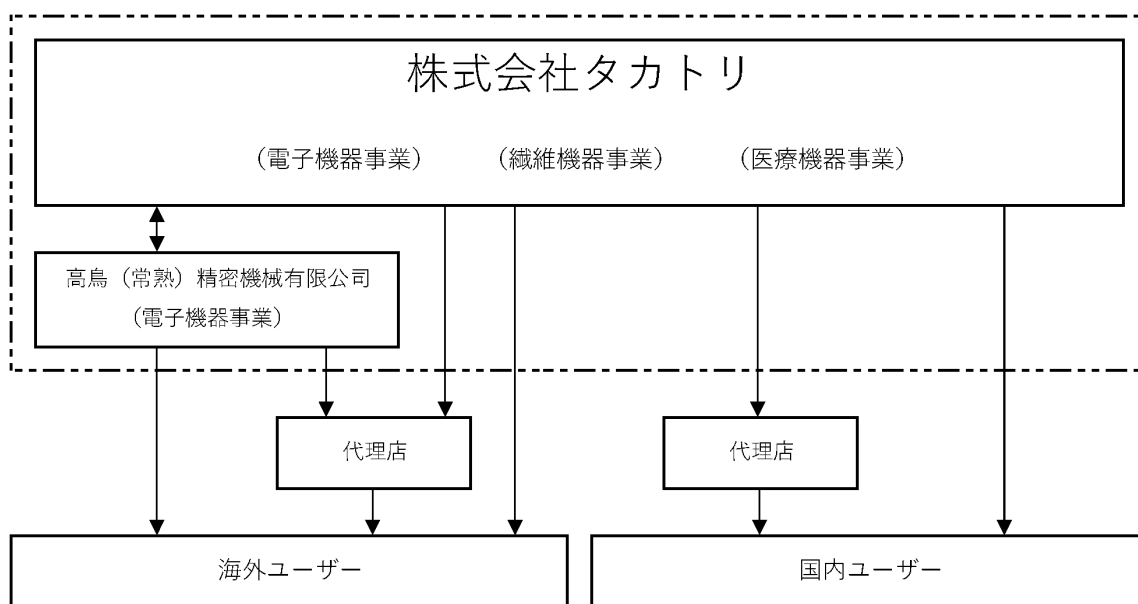 株式会社タカトリ
（電子機器事業）　（繊維機器事業）　（医療機器事業）
高鳥（常熟）精密機械有限公司
（電子機器事業）
代理店　代理店
海外ユーザー　国内ユーザー